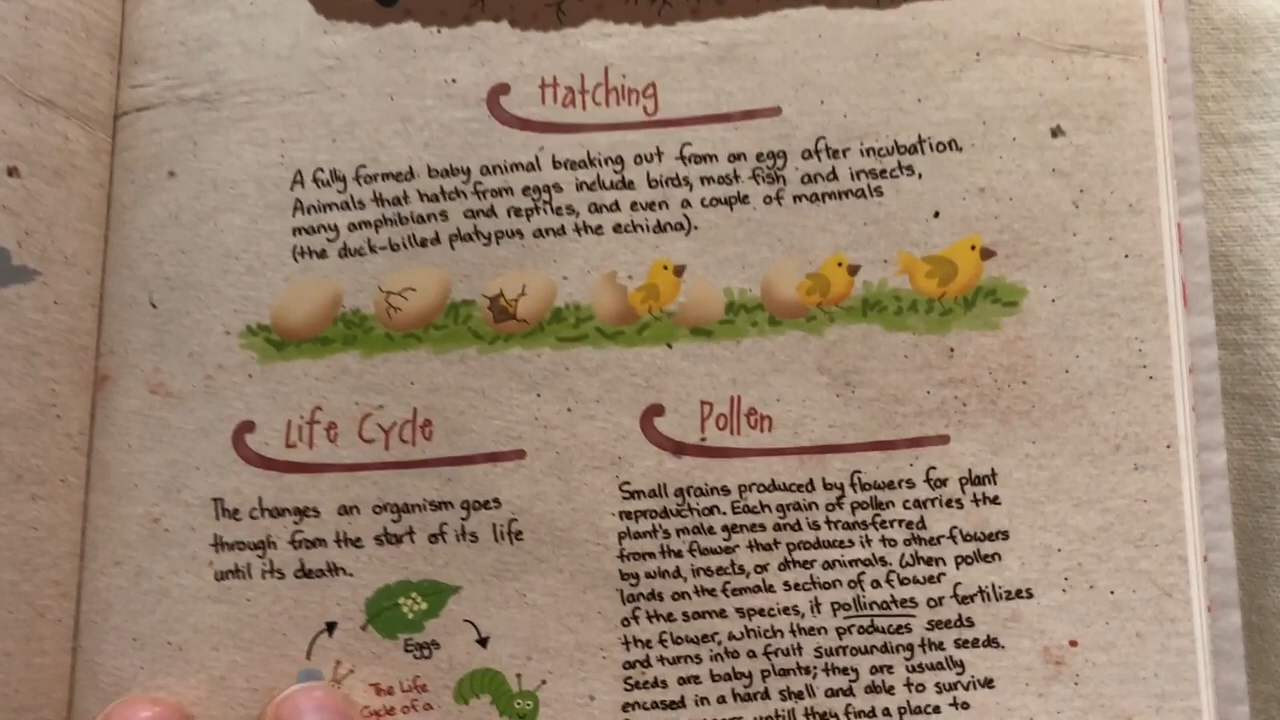 Hatching
A fully formed baby animal breaking out from an egg after incubation.
Animals that hatch from eggs include birds, most fish and insects,
many amphibians and reptiles, and even a couple of mammals
(the duck-billed platypus and the echidna).
Life Cycle
The changes an organism goes
through from the start of its life
until its death.
Eggs
The Life
Cycle of a
Pollen
Small grains produced by flowers for plant
reproduction. Each grain of pollen carries the
plant's male genes and is transferred
from the flower that produces it to other flowers
by wind, insects, or other animals. When pollen
lands on the female section of a flower
of the same species, it pollinates or fertilizes
the flower, which then produces seeds
and turns into a fruit surrounding the seeds.
Seeds are baby plants; they are usually
encased in a hard shell and able to survive
untill they find a place to